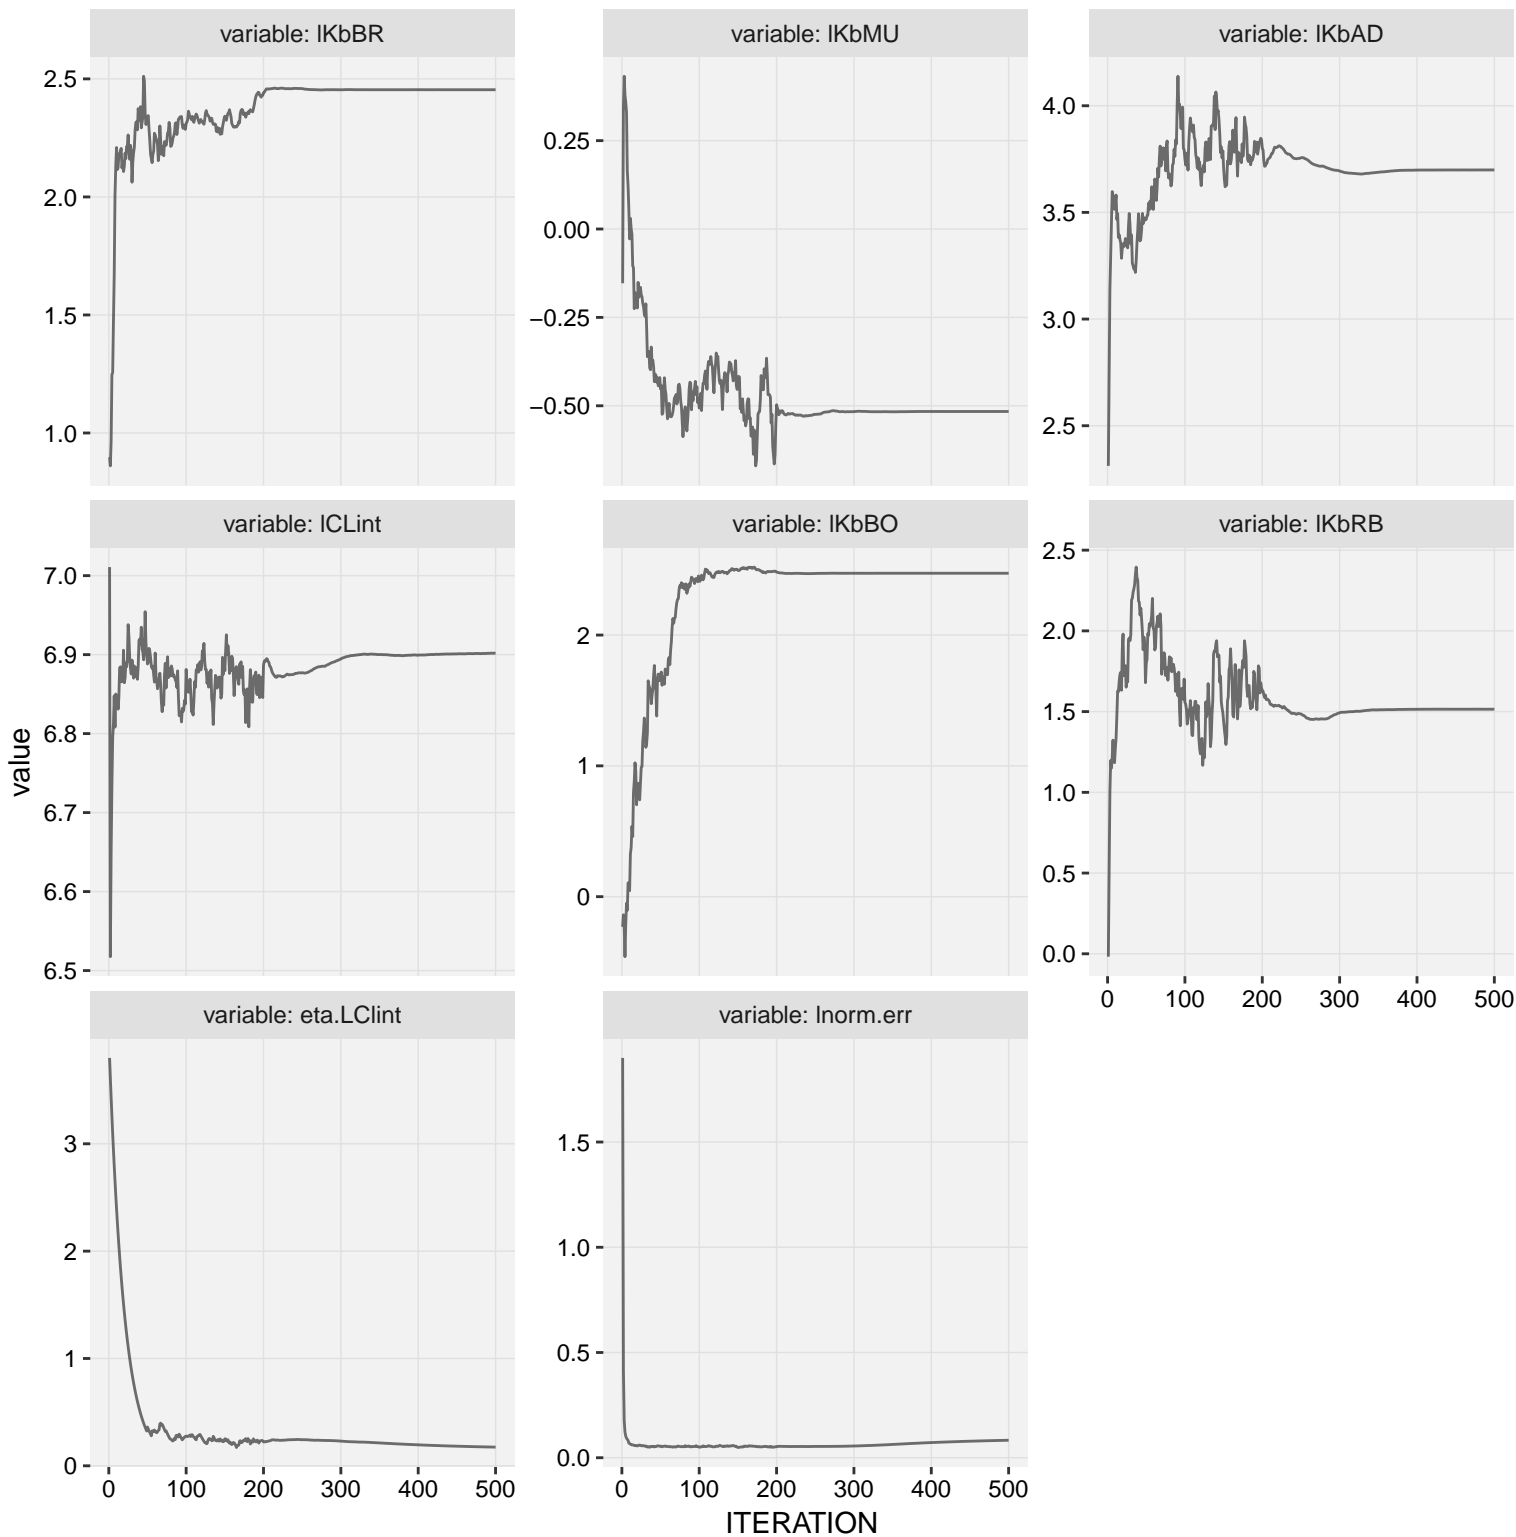 variable: lKbBR
variable: lKbMU
variable: lKbAD
2.5
2.0
1.5
1.0
0.25
0.00
−0.25
−0.50
4.0
3.5
3.0
2.5
variable: lCLint
variable: lKbBO
variable: lKbRB
7.0
6.9
6.8
6.7
6.6
6.5
2
1
0
2.5
2.0
1.5
1.0
0.5
0.0
0 100 200 300 400 500
variable: eta.LClint
variable: lnorm.err
3
2
1
0
1.5
1.0
0.5
0.0
0 100 200 300 400 500
0 100 200 300 400 500
ITERATION
value